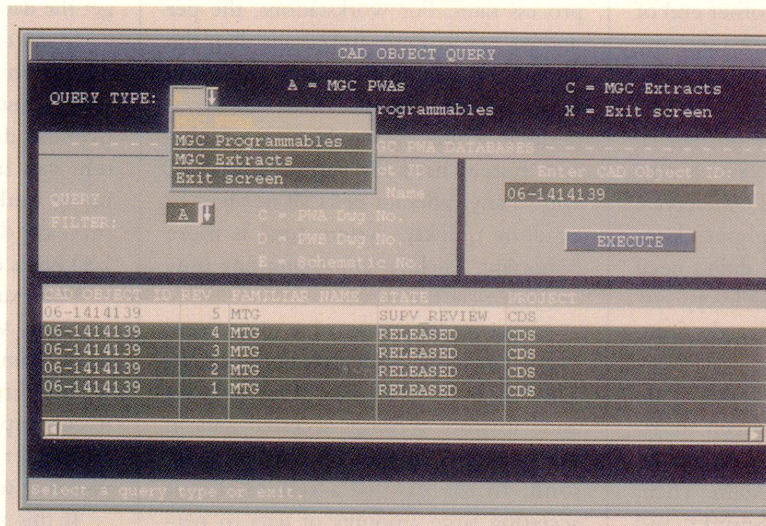 CAD OBJECT QUERY
QUERY TYPE:
A = MGC PWAs
C = MGC Extracts
rogrammables
X = Exit screen
MGC Programmables
MGC Extracts
Exit screen
GC PWA DATABASES
QUERY
FILTER:
A
ct ID
Name
C = PWA Dwg No.
D = PWB Dwg No.
E = Schematic No.
Enter CAD Object ID:
06-1414139
EXECUTE
CAD OBJECT ID REV FAMILIAR NAME STATE PROJECT
06-1414139 5 MTG SUPV REVIEW CDS
06-1414139 4 MTG RELEASED CDS
06-1414139 3 MTG RELEASED CDS
06-1414139 2 MTG RELEASED CDS
06-1414139 1 MTG RELEASED CDS
Select a query type or exit.